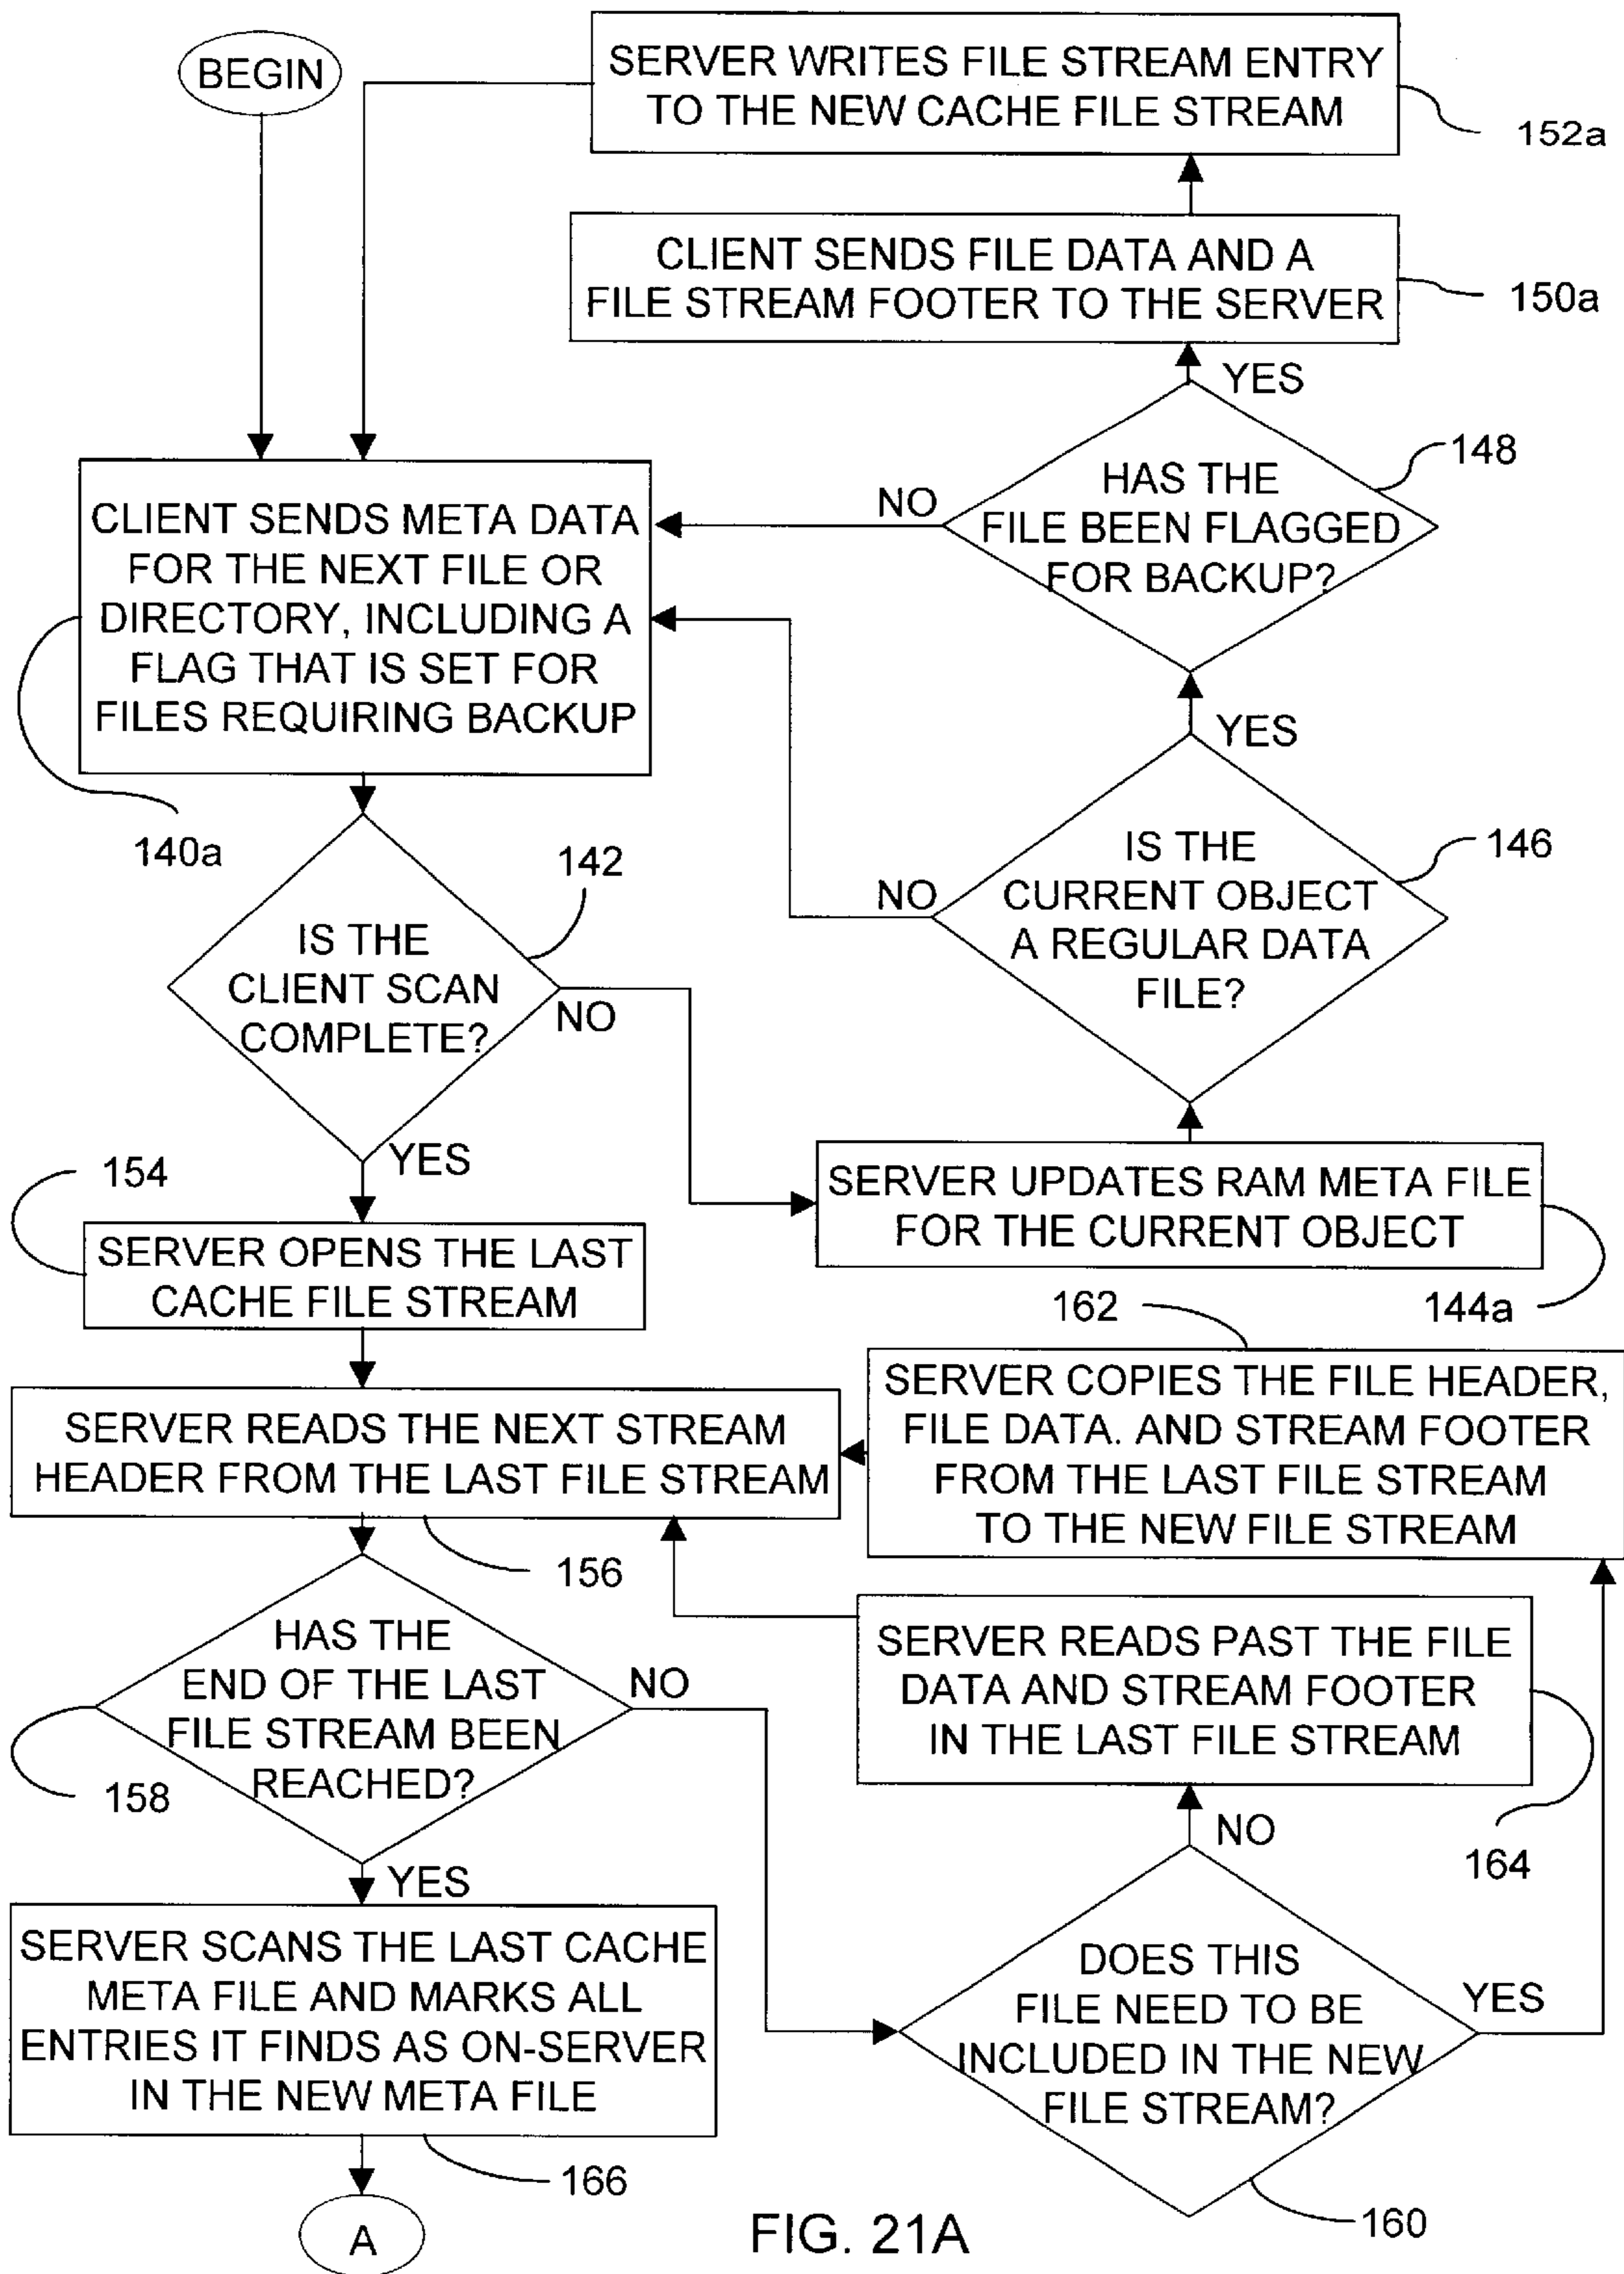 BEGIN
SERVER WRITES FILE STREAM ENTRY
TO THE NEW CACHE FILE STREAM
152a
CLIENT SENDS FILE DATA AND A
FILE STREAM FOOTER TO THE SERVER
150a
YES
148
HAS THE
FILE BEEN FLAGGED
FOR BACKUP?
NO
CLIENT SENDS META DATA
FOR THE NEXT FILE OR
DIRECTORY, INCLUDING A
FLAG THAT IS SET FOR
FILES REQUIRING BACKUP
140a
YES
146
IS THE
CURRENT OBJECT
A REGULAR DATA
FILE?
NO
142
IS THE
CLIENT SCAN
COMPLETE?
NO
YES
SERVER UPDATES RAM META FILE
FOR THE CURRENT OBJECT
144a
154
SERVER OPENS THE LAST
CACHE FILE STREAM
162
SERVER COPIES THE FILE HEADER,
FILE DATA. AND STREAM FOOTER
FROM THE LAST FILE STREAM
TO THE NEW FILE STREAM
SERVER READS THE NEXT STREAM
HEADER FROM THE LAST FILE STREAM
156
HAS THE
END OF THE LAST
FILE STREAM BEEN
REACHED?
NO
158
SERVER READS PAST THE FILE
DATA AND STREAM FOOTER
IN THE LAST FILE STREAM
164
NO
YES
SERVER SCANS THE LAST CACHE
META FILE AND MARKS ALL
ENTRIES IT FINDS AS ON-SERVER
IN THE NEW META FILE
166
DOES THIS
FILE NEED TO BE
INCLUDED IN THE NEW
FILE STREAM?
YES
160
A
FIG. 21A